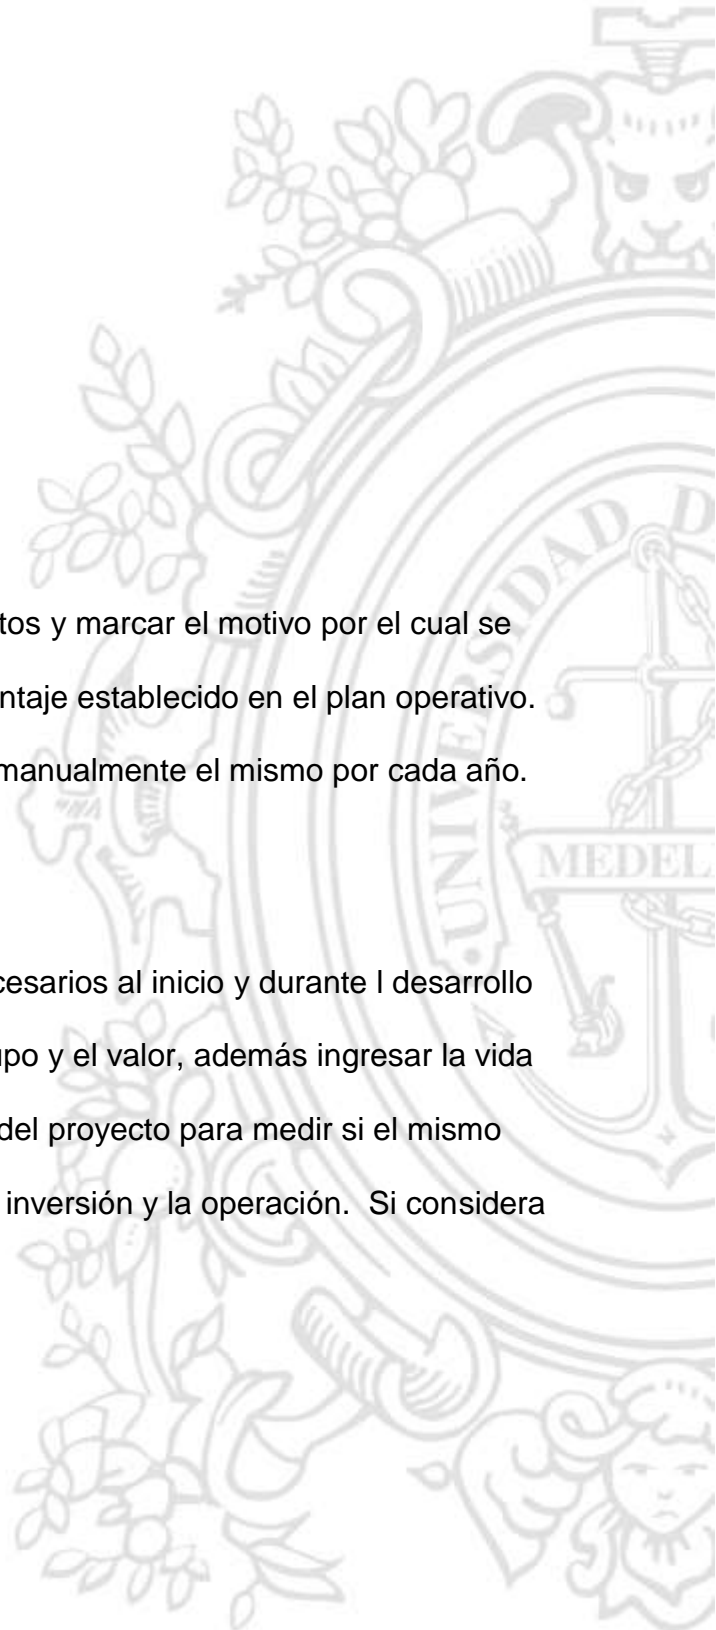 tos y marcar el motivo por el cual se
ntaje establecido en el plan operativo.
manualmente el mismo por cada año.
cesarios al inicio y durante l desarrollo
upo y el valor, además ingresar la vida
del proyecto para medir si el mismo
inversión y la operación.  Si considera
UNIVERSIDAD D
MEDEL